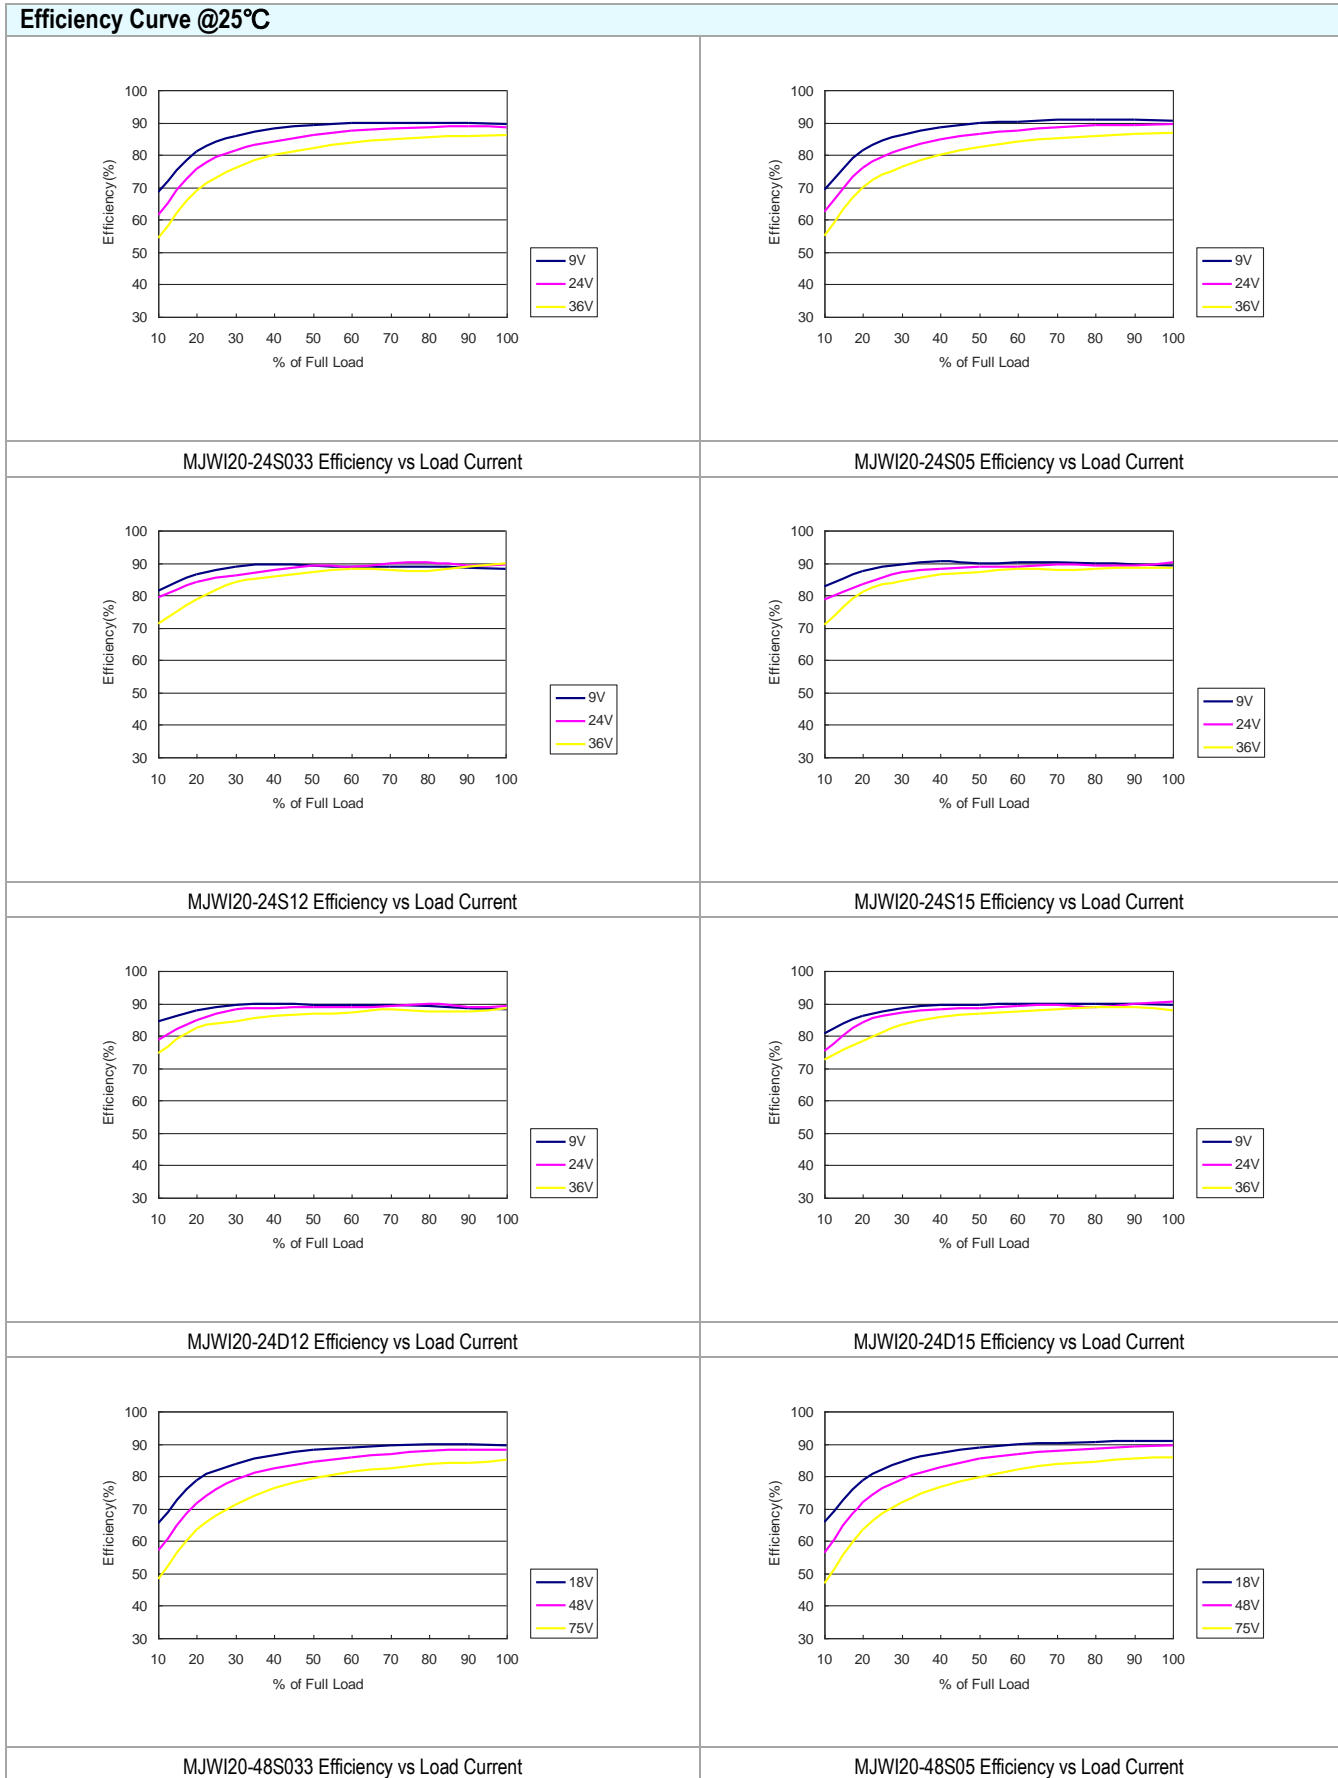 Efficiency Curve @25℃
100
90
80
70
60
50
40
30
Efficiency(%)
10 20 30 40 50 60 70 80 90 100
% of Full Load
9V
24V
36V
100
90
80
70
60
50
40
30
Efficiency(%)
10 20 30 40 50 60 70 80 90 100
% of Full Load
9V
24V
36V
MJWI20-24S033 Efficiency vs Load Current
MJWI20-24S05 Efficiency vs Load Current
100
90
80
70
60
50
40
30
Efficiency(%)
10 20 30 40 50 60 70 80 90 100
% of Full Load
9V
24V
36V
100
90
80
70
60
50
40
30
Efficiency(%)
10 20 30 40 50 60 70 80 90 100
% of Full Load
9V
24V
36V
MJWI20-24S12 Efficiency vs Load Current
MJWI20-24S15 Efficiency vs Load Current
100
90
80
70
60
50
40
30
Efficiency(%)
10 20 30 40 50 60 70 80 90 100
% of Full Load
9V
24V
36V
100
90
80
70
60
50
40
30
Efficiency(%)
10 20 30 40 50 60 70 80 90 100
% of Full Load
9V
24V
36V
MJWI20-24D12 Efficiency vs Load Current
MJWI20-24D15 Efficiency vs Load Current
100
90
80
70
60
50
40
30
Efficiency(%)
10 20 30 40 50 60 70 80 90 100
% of Full Load
18V
48V
75V
100
90
80
70
60
50
40
30
Efficiency(%)
10 20 30 40 50 60 70 80 90 100
% of Full Load
18V
48V
75V
MJWI20-48S033 Efficiency vs Load Current
MJWI20-48S05 Efficiency vs Load Current